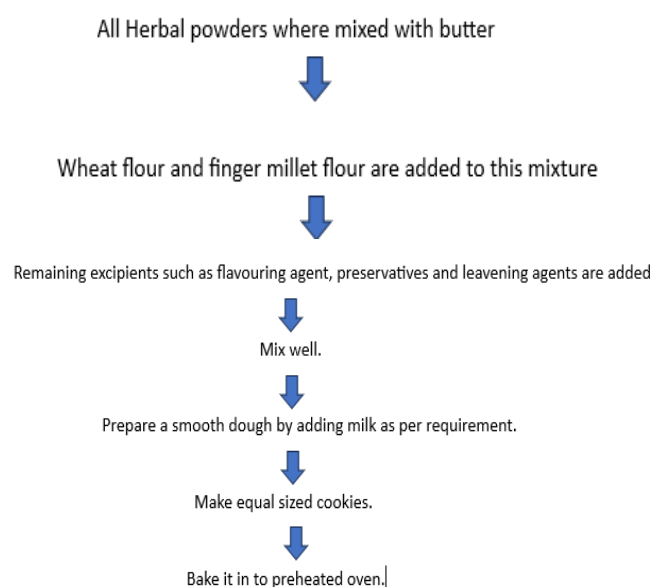 All Herbal powders where mixed with butter
Wheat flour and finger millet flour are added to this mixture
Remaining excipients such as flavouring agent, preservatives and leavening agents are added
Mix well.
Prepare a smooth dough by adding milk as per requirement.
Make equal sized cookies.
Bake it in to preheated oven.